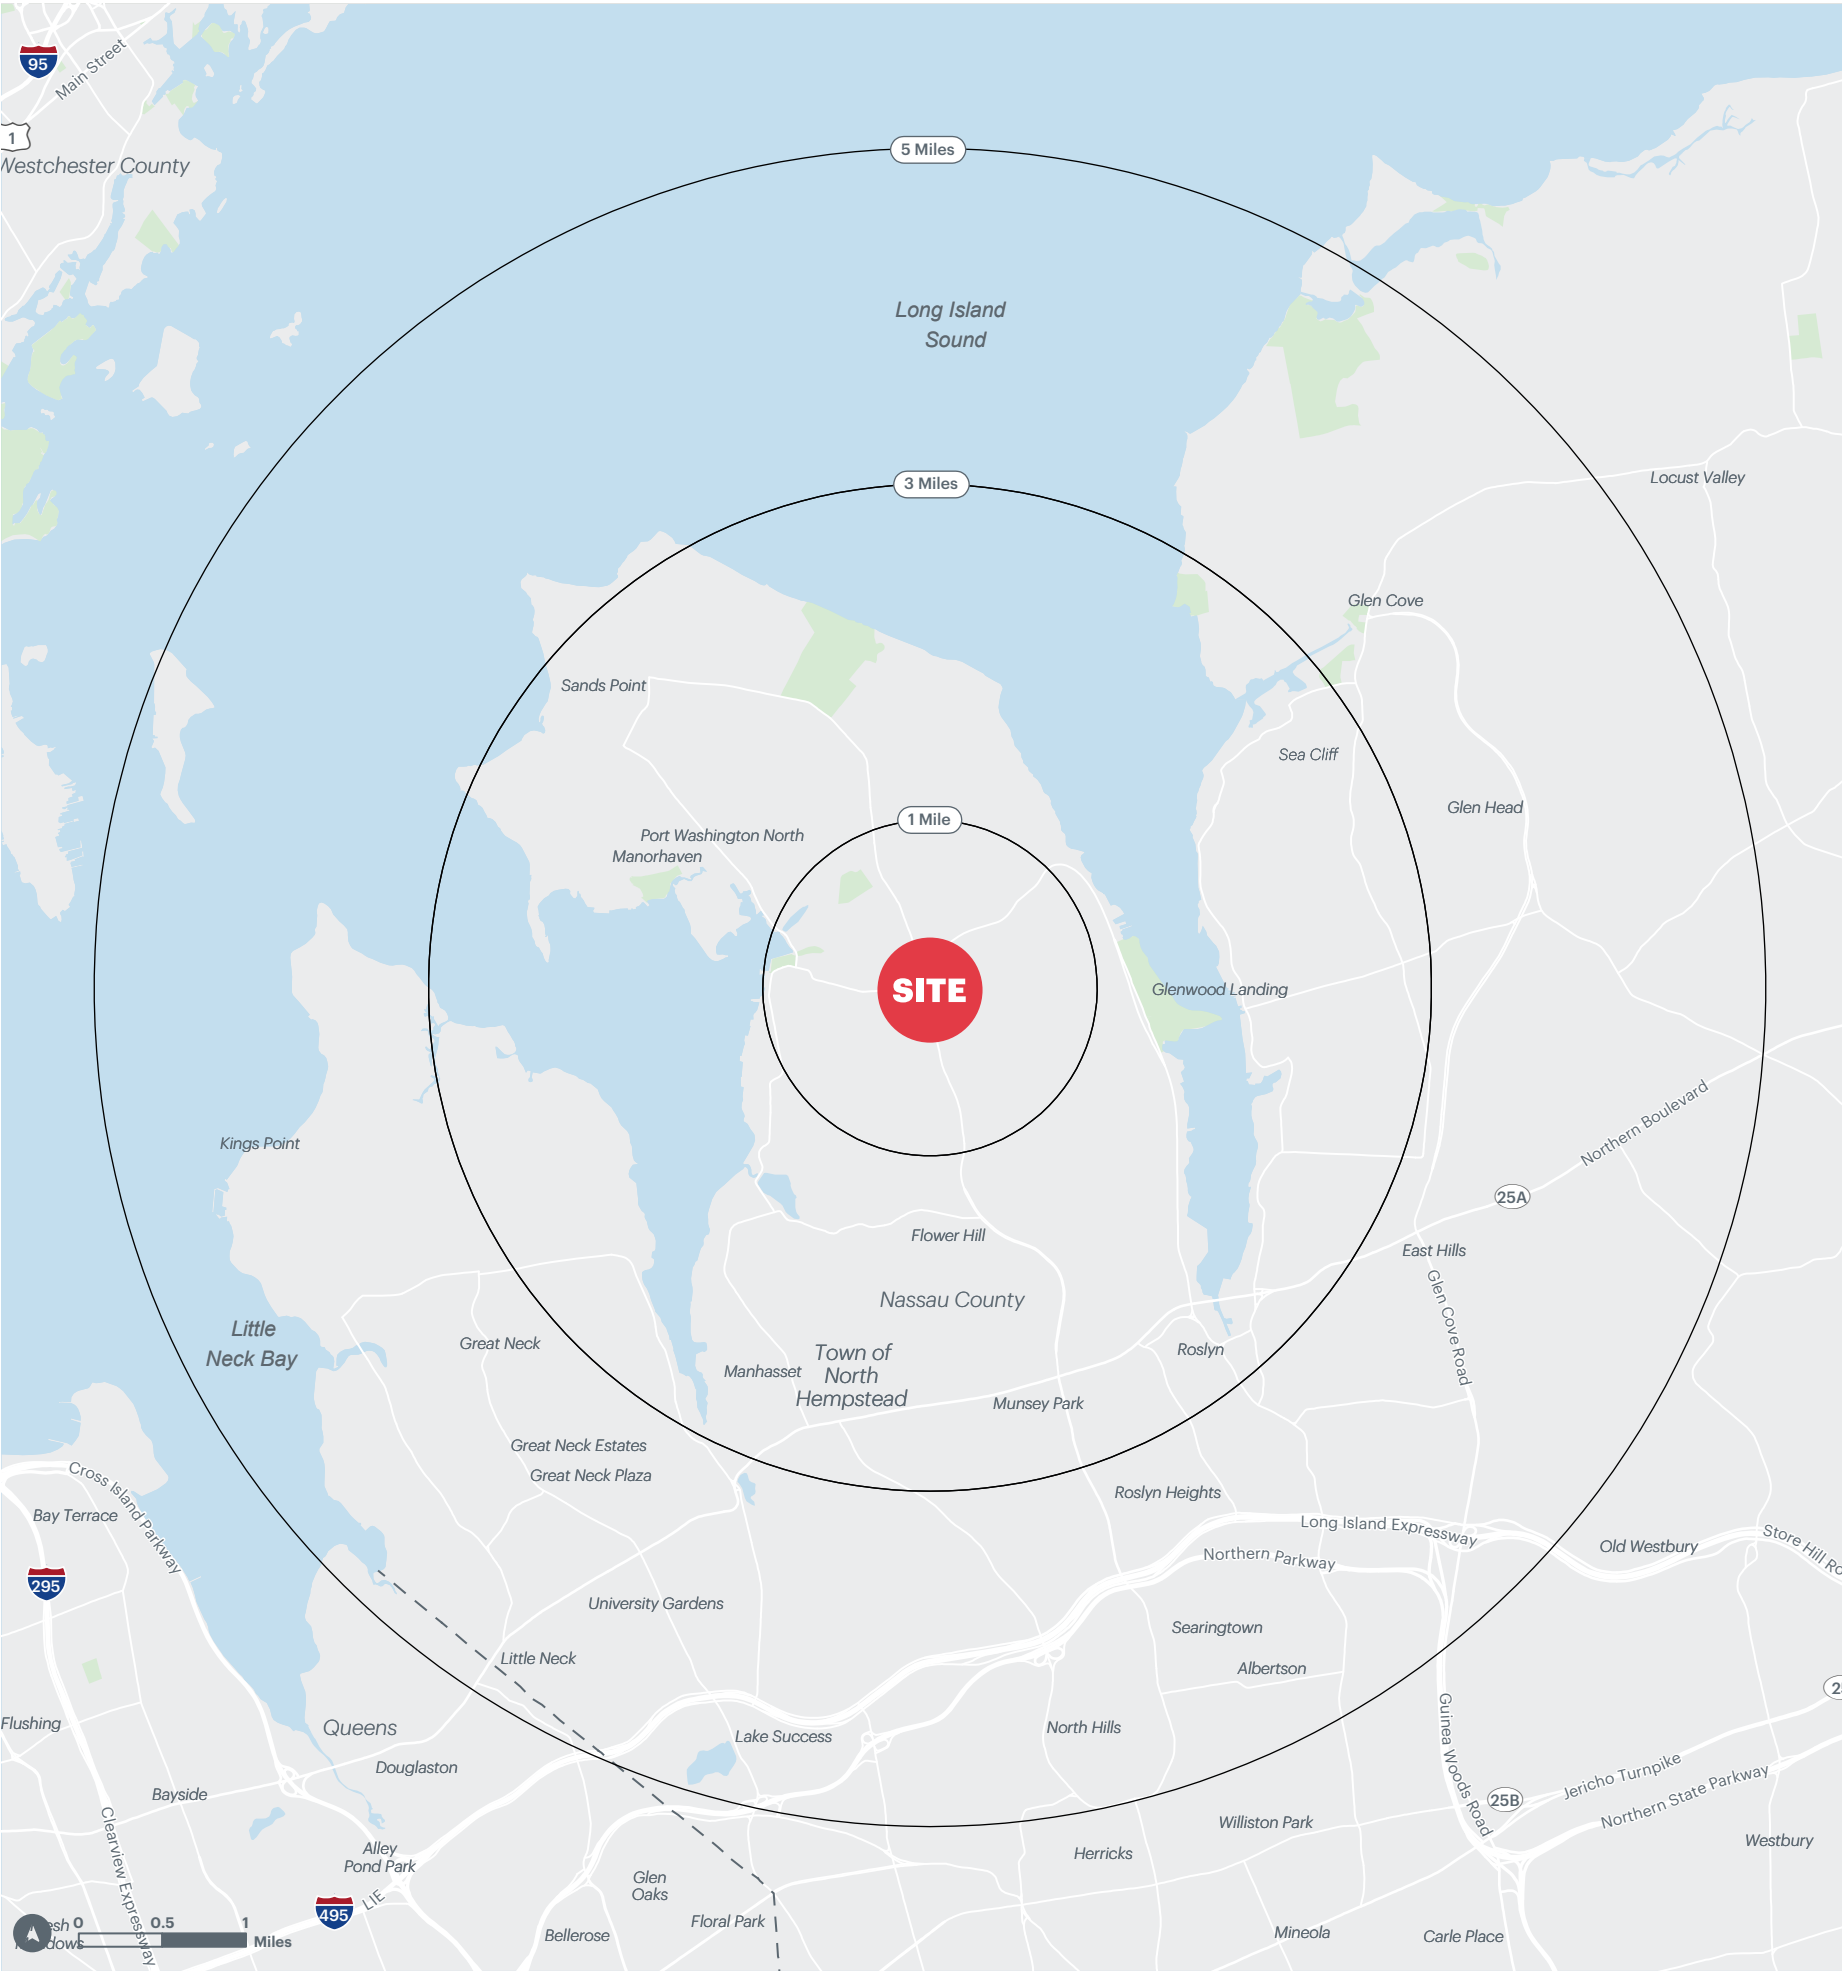 95
Main Street
1
Westchester County
5 Miles
Long Island
Sound
3 Miles
Locust Valley
Glen Cove
Sands Point
Sea Cliff
Glen Head
1 Mile
Port Washington North
Manorhaven
SITE
Glenwood Landing
Kings Point
Northern Boulevard
25A
Flower Hill
East Hills
Nassau County
Glen Cove Road
Little
Neck Bay
Great Neck
Manhasset
Town of
North
Hempstead
Roslyn
Munsey Park
Great Neck Estates
Great Neck Plaza
Cross Island Parkway
Bay Terrace
Roslyn Heights
Long Island Expressway
Northern Parkway
Old Westbury
Store Hill Ro
295
University Gardens
Searingtown
Little Neck
Albertson
Flushing
Queens
Lake Success
North Hills
Guinea Woods Road
Douglaston
Bayside
Jericho Turnpike
25B
Northern State Parkway
Clearview Expressway
Williston Park
Westbury
Alley
Pond Park
Herricks
Glen
Oaks
LIE
495
Floral Park
Bellerose
Mineola
Carle Place
esh
dows
0 0.5 1
Miles